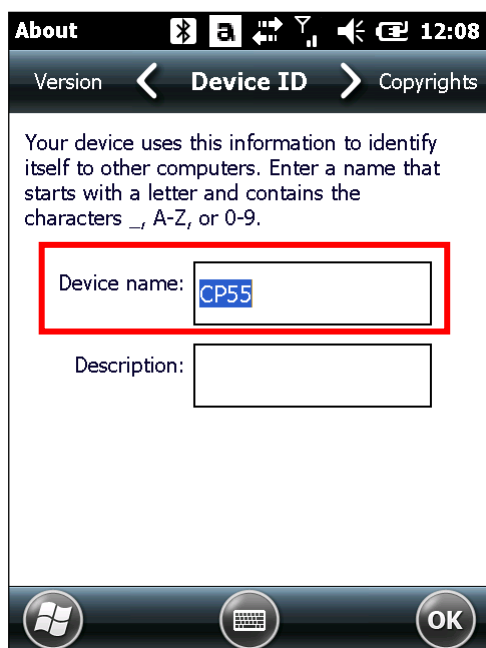 About a 12:08
Version Device ID Copyrights
Your device uses this information to identify
itself to other computers. Enter a name that
starts with a letter and contains the
characters _, A-Z, or 0-9.
Device name: CP55
Description:
OK